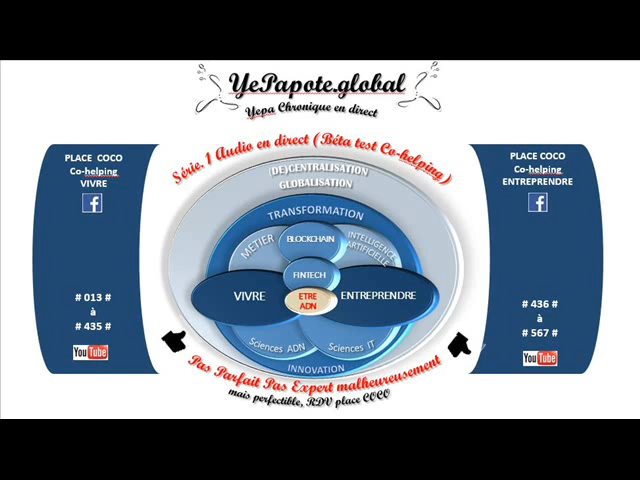 YePapote.global
Yepa Chronique en direct
Série.1 Audio en direct (Béta test Co-helping)
PLACE COCO
Co-helping
VIVRE
# 013 #
à
# 435 #
YouTube
(DE)CENTRALISATION
GLOBALISATION
TRANSFORMATION
METIER
BLOCKCHAIN
INTELLIGENCE
ARTIFICIELLE
FINTECH
VIVRE
ETRE
ADN
ENTREPRENDRE
Sciences ADN
Sciences IT
INNOVATION
Pas Parfait Pas Expert malheureusement
mais perfectible, RDV place COCO
PLACE COCO
Co-helping
ENTREPRENDRE
# 436 #
à
# 567 #
YouTube